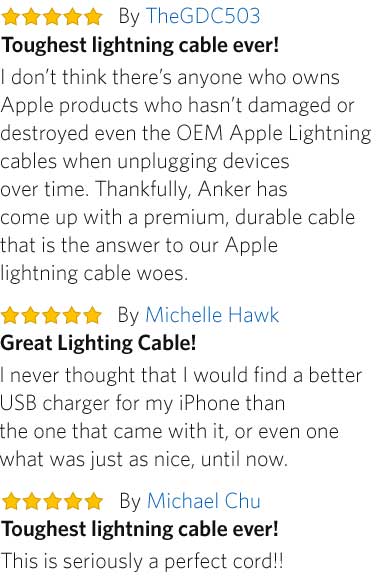 By TheGDC503
Toughest lightning cable ever!
I don’t think there’s anyone who owns
Apple products who hasn’t damaged or
destroyed even the OEM Apple Lightning
cables when unplugging devices
over time. Thankfully, Anker has
come up with a premium, durable cable
that is the answer to our Apple
lightning cable woes.
By Michelle Hawk
Great Lighting Cable!
I never thought that I would find a better
USB charger for my iPhone than
the one that came with it, or even one
what was just as nice, until now.
By Michael Chu
Toughest lightning cable ever!
This is seriously a perfect cord!!